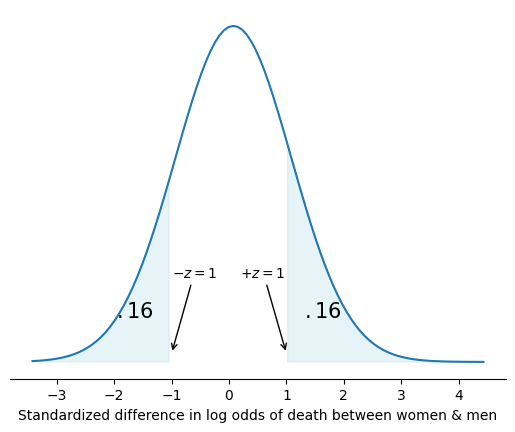 −z = 1
+z = 1
.16
.16
−3 −2 −1 0 1 2 3 4
Standardized difference in log odds of death between women & men